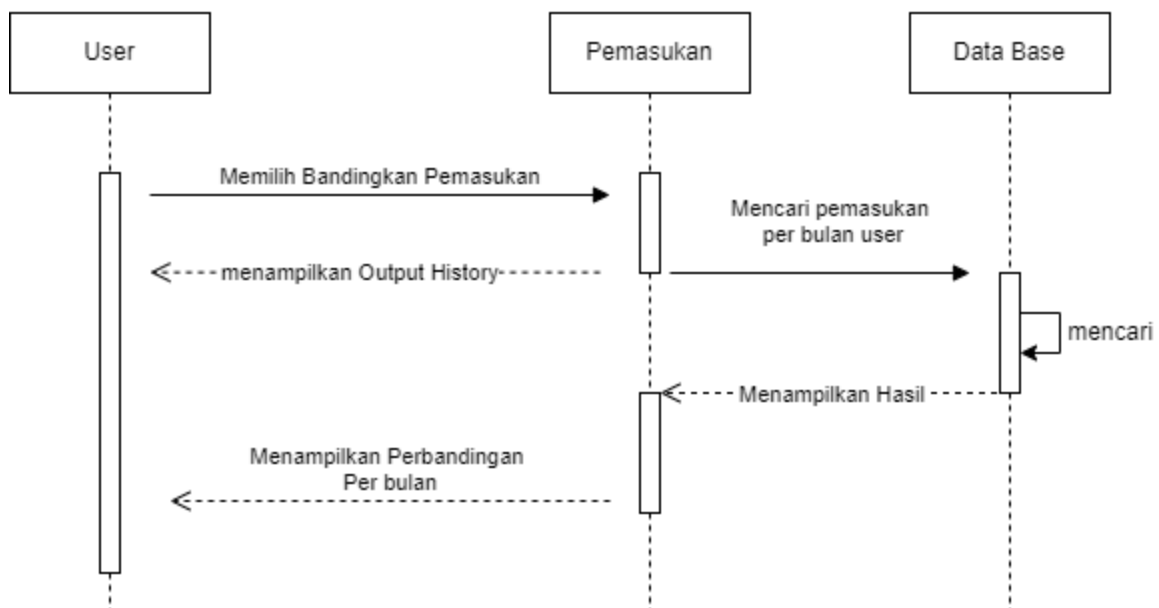 User
Pemasukan
Data Base
Memilih Bandingkan Pemasukan
Mencari pemasukan
per bulan user
menampilkan Output History
mencari
Menampilkan Hasil
Menampilkan Perbandingan
Per bulan